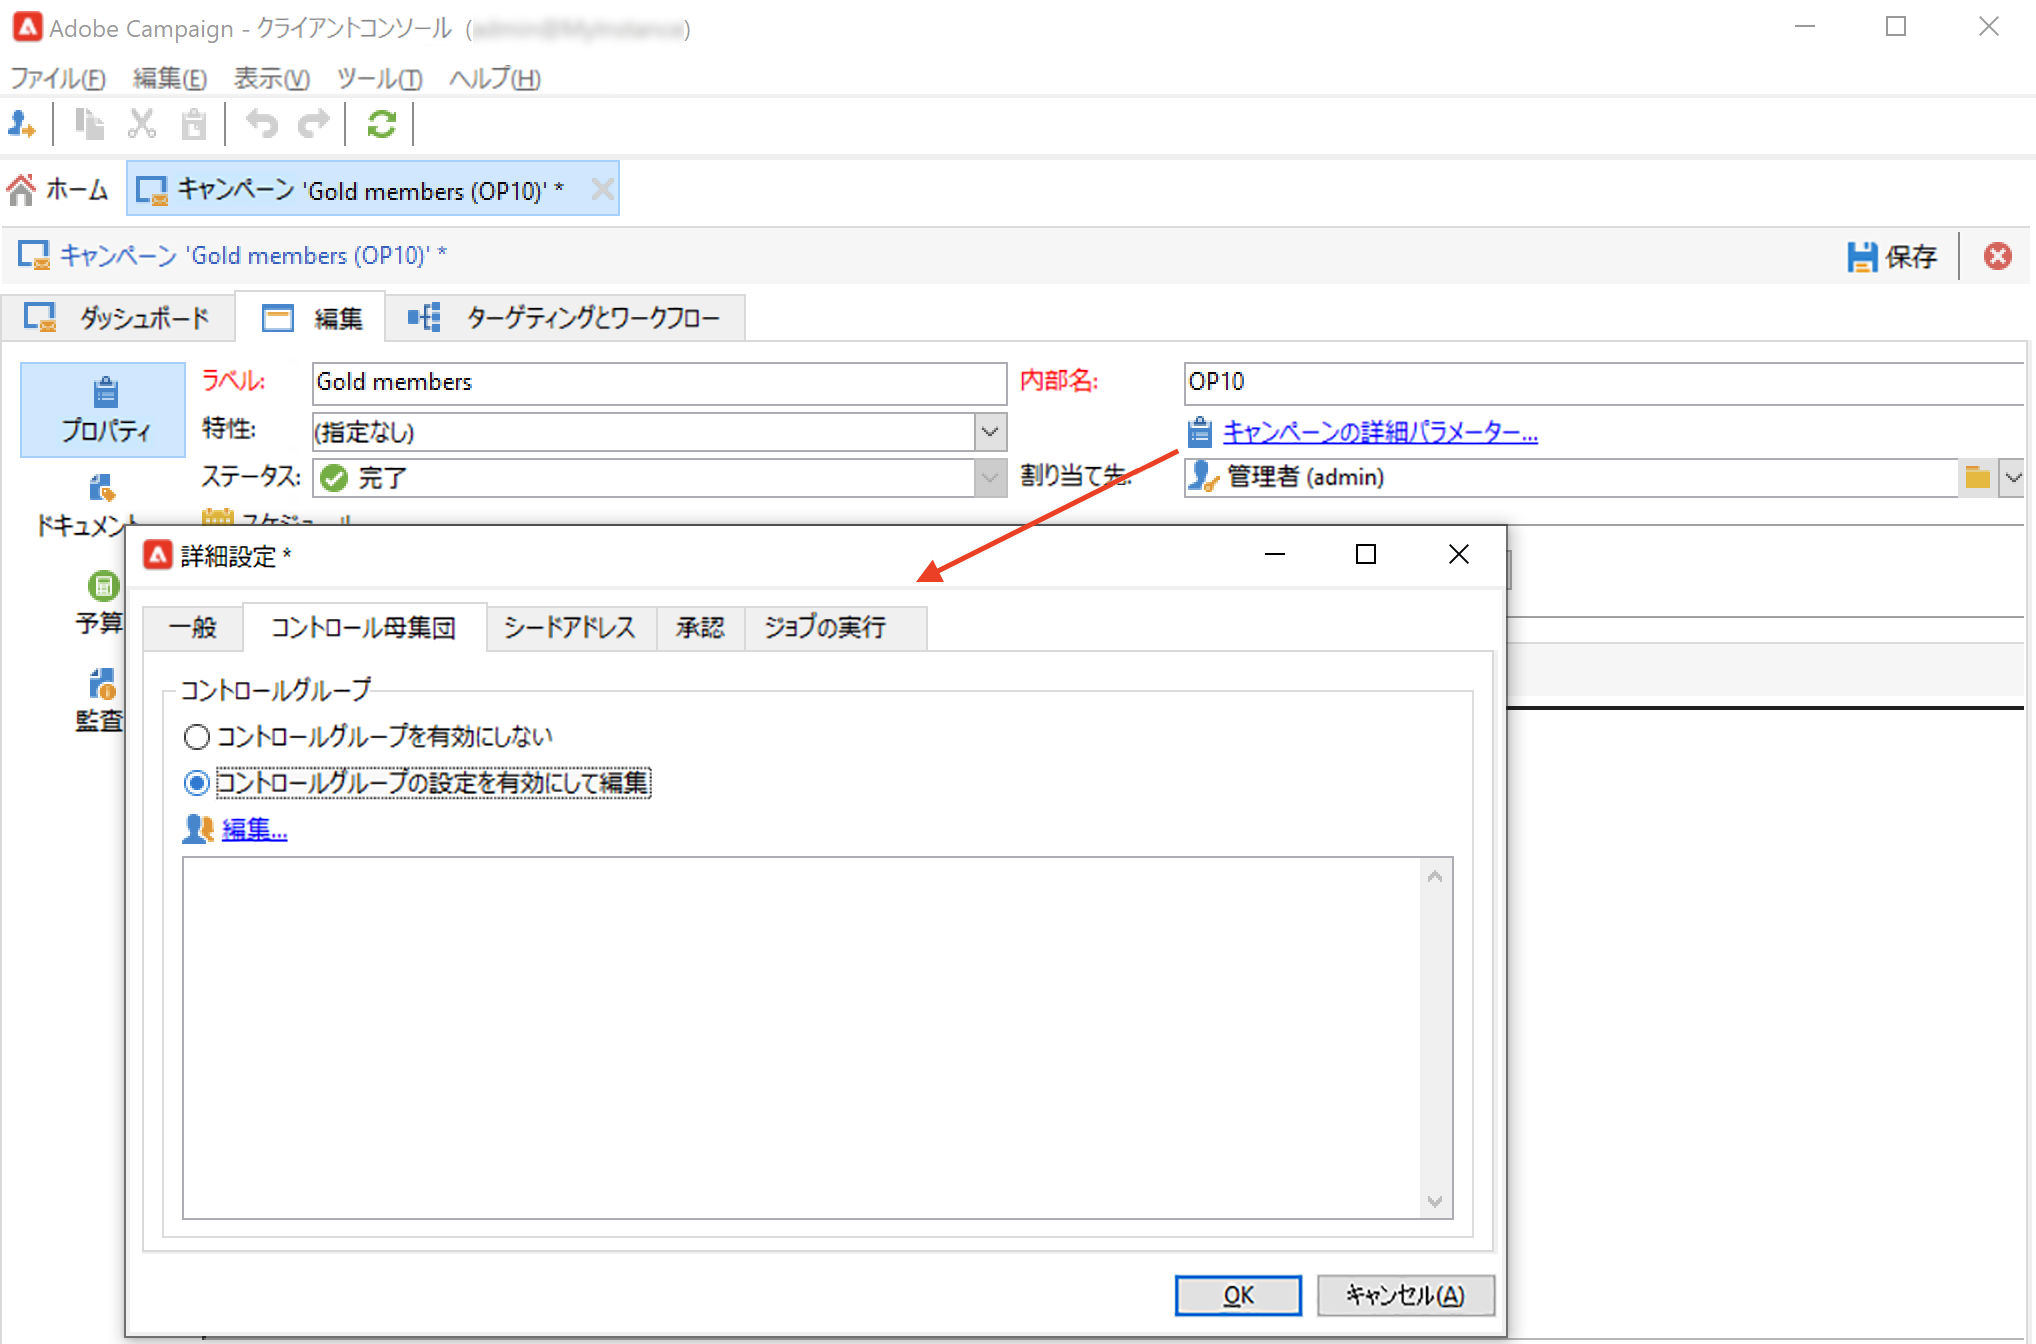 Adobe Campaign - クライアントコンソール ( )
ファイル(F) 編集(E) 表示(V) ツール(T) ヘルプ(H)
ホーム キャンペーン 'Gold members (OP10)' *
キャンペーン 'Gold members (OP10)' * 保存
ダッシュボード 編集 ターゲティングとワークフロー
プロパティ
ドキュメント
予算
監査
ラベル: Gold members 内部名: OP10
特性: (指定なし) キャンペーンの詳細パラメーター...
ステータス: 完了 割り当て先: 管理者 (admin)
スケジュール
詳細設定 *
一般 コントロール母集団 シードアドレス 承認 ジョブの実行
コントロールグループ
コントロールグループを有効にしない
コントロールグループの設定を有効にして編集
編集...
OK キャンセル(A)